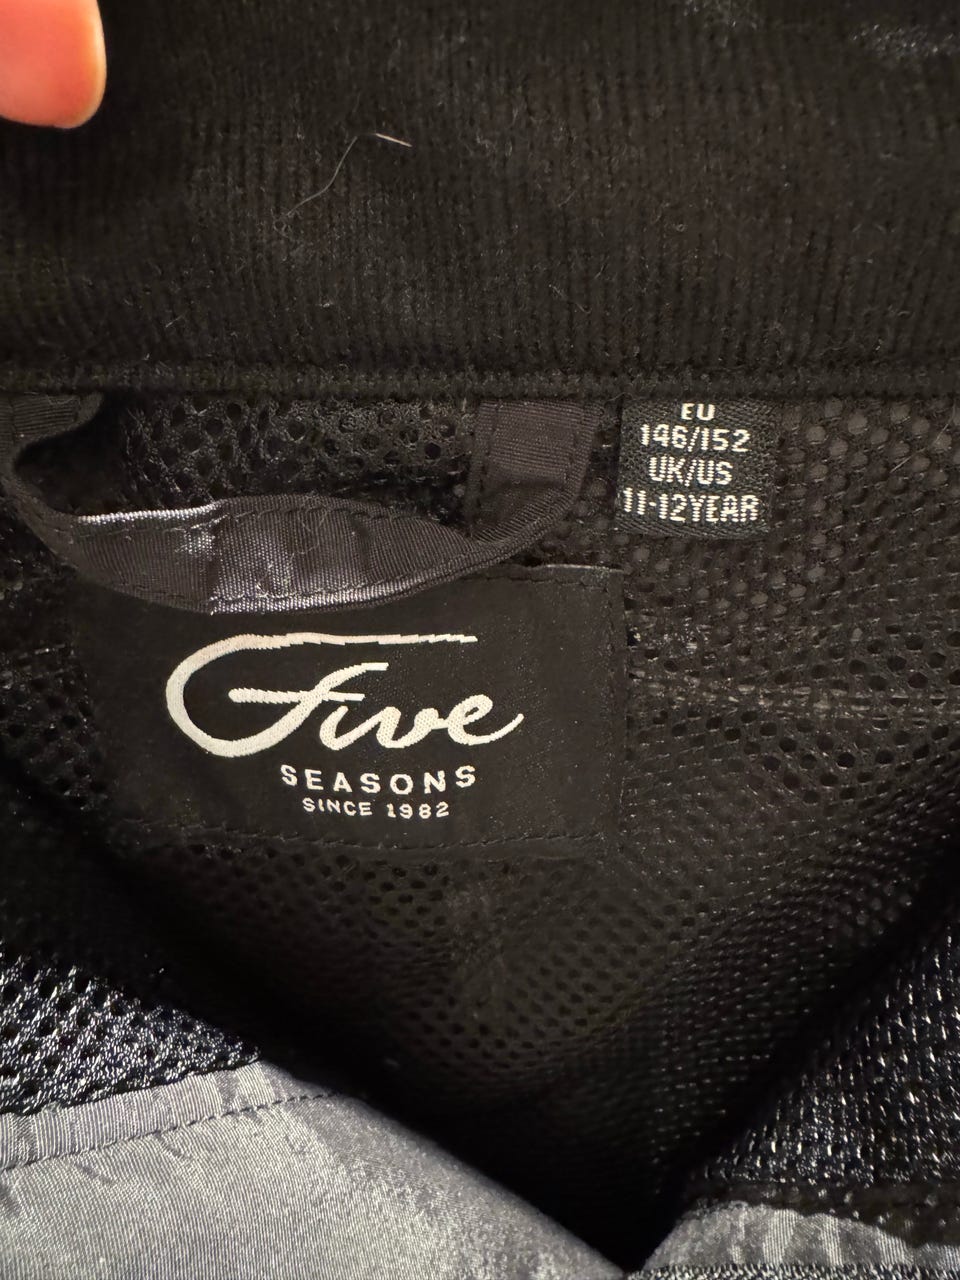 EU
146/152
UK/US
11-12YEAR
Five
SEASONS
SINCE 1982